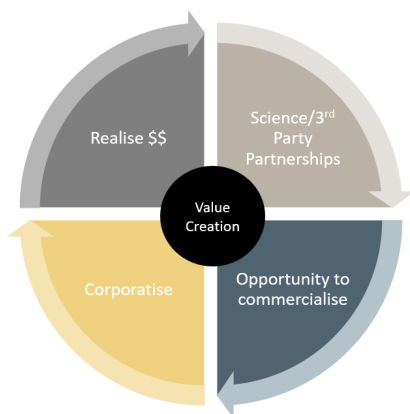 Realise $$
Science/3rd
Party
Partnerships
Value
Creation
Corporatise
Opportunity to
commercialise